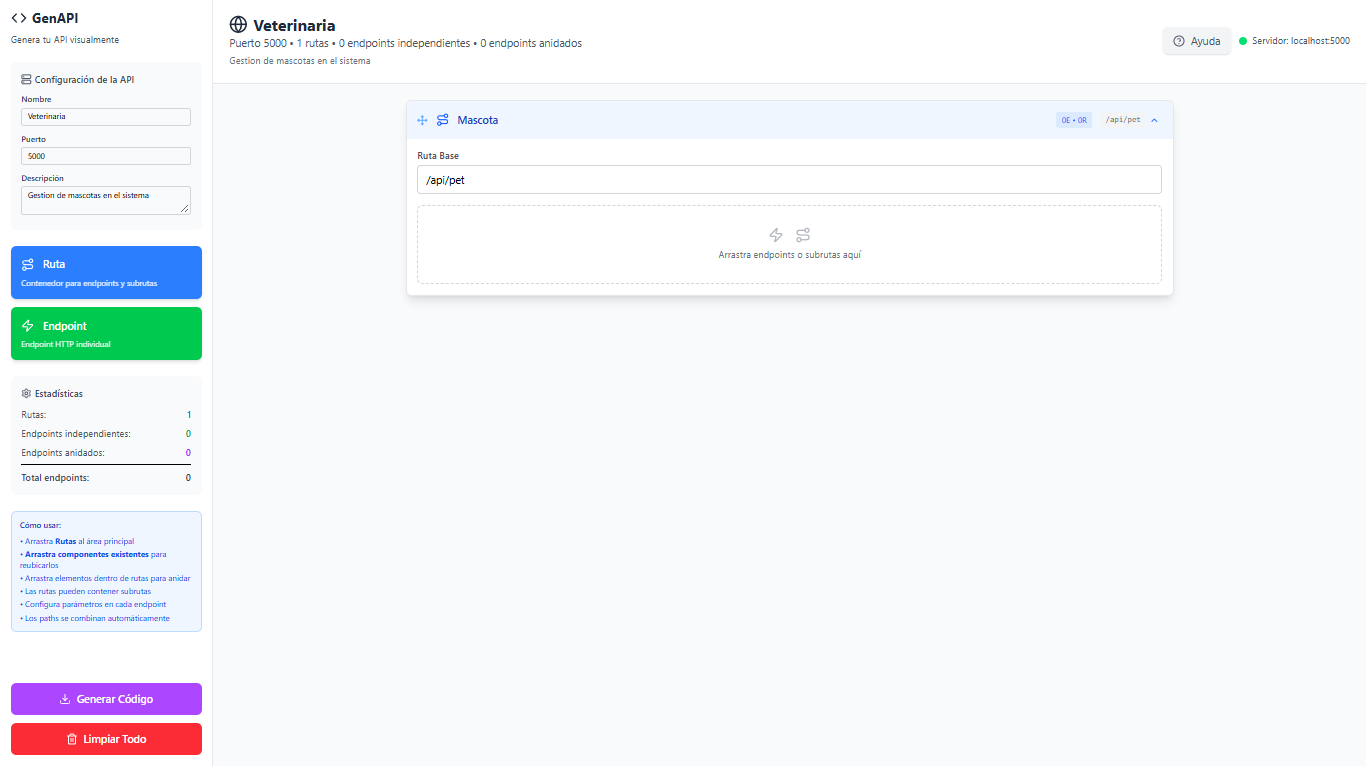 GenAPI
Genera tu API visualmente
Configuración de la API
Nombre
Veterinaria
Puerto
5000
Descripción
Gestion de mascotas en el sistema
Ruta
Contenedor para endpoints y subrutas
Endpoint
Endpoint HTTP individual
Estadísticas
Rutas: 1
Endpoints independientes: 0
Endpoints anidados: 0
Total endpoints: 0
Cómo usar:
• Arrastra Rutas al área principal
• Arrastra componentes existentes para
reubicarlos
• Arrastra elementos dentro de rutas para anidar
• Las rutas pueden contener subrutas
• Configura parámetros en cada endpoint
• Los paths se combinan automáticamente
Generar Código
Limpiar Todo
Veterinaria
Puerto 5000 • 1 rutas • 0 endpoints independientes • 0 endpoints anidados
Gestion de mascotas en el sistema
Ayuda
Servidor: localhost:5000
Mascota
0E • 0R
/api/pet
Ruta Base
/api/pet
Arrastra endpoints o subrutas aquí